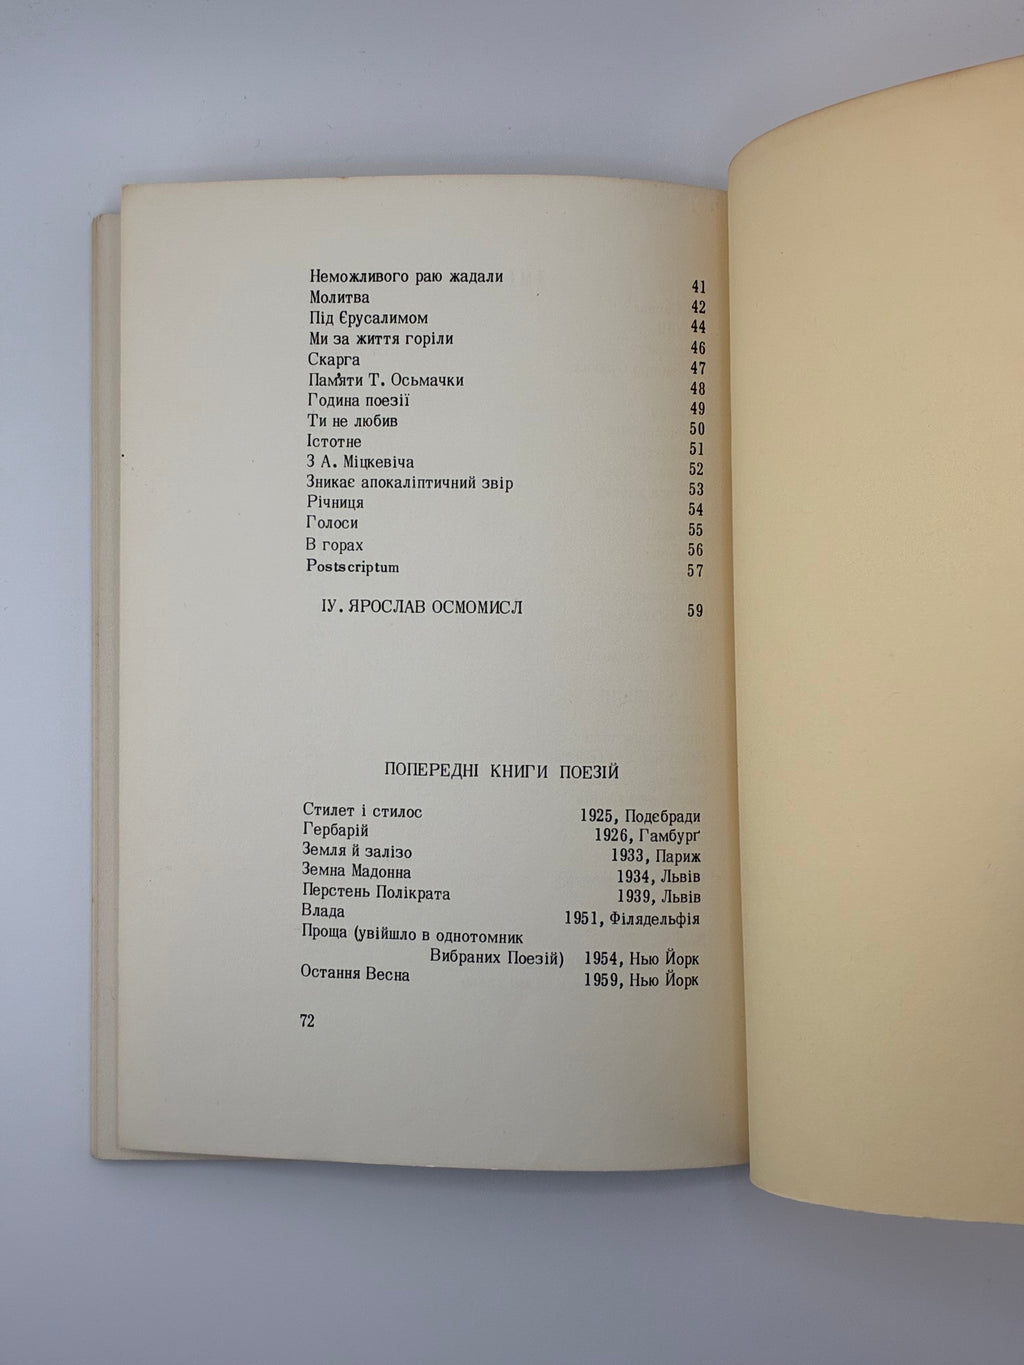 Неможливого раю жадали 41
Молитва 42
Під Єрусалимом 44
Ми за життя горіли 46
Скарга 47
Пам'яти Т. Осьмачки 48
Година поезії 49
Ти не любив 50
Істотне 51
З А. Міцкевіча 52
Зникає апокаліптичний звір 53
Річниця 54
Голоси 55
В горах 56
Postscriptum 57
ІУ. ЯРОСЛАВ ОСМОМИСЛ 59
ПОПЕРЕДНІ КНИГИ ПОЕЗІЙ
Стилет і стилос 1925, Подєбради
Гербарій 1926, Гамбурґ
Земля й залізо 1933, Париж
Земна Мадонна 1934, Львів
Перстень Полікрата 1939, Львів
Влада 1951, Філядельфія
Проща (увійшло в однотомник
Вибраних Поезій) 1954, Нью Йорк
Остання Весна 1959, Нью Йорк
72